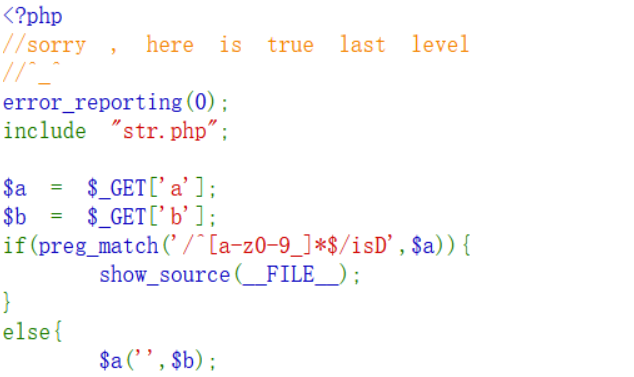 <?php
//sorry , here is true last level
//^_^
error_reporting(0);
include "str.php";
$a = $_GET['a'];
$b = $_GET['b'];
if(preg_match('/^[a-z0-9_]*$/isD',$a)){
show_source(__FILE__);
}
else{
$a('',$b);